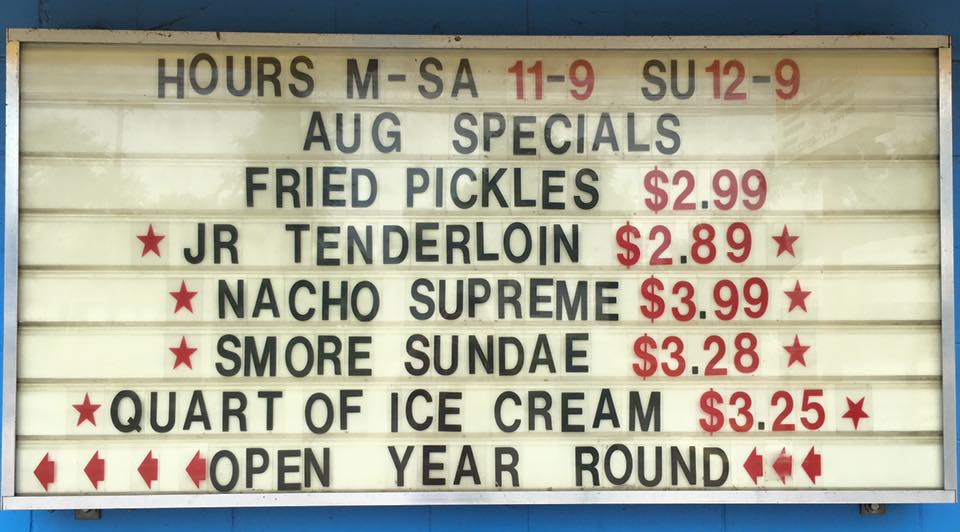 HOURS M-SA 11-9 SU 12-9
AUG SPECIALS
FRIED PICKLES $2.99
JR TENDERLOIN $2.89
NACHO SUPREME $3.99
SMORE SUNDAE $3.28
QUART OF ICE CREAM $3.25
OPEN YEAR ROUND